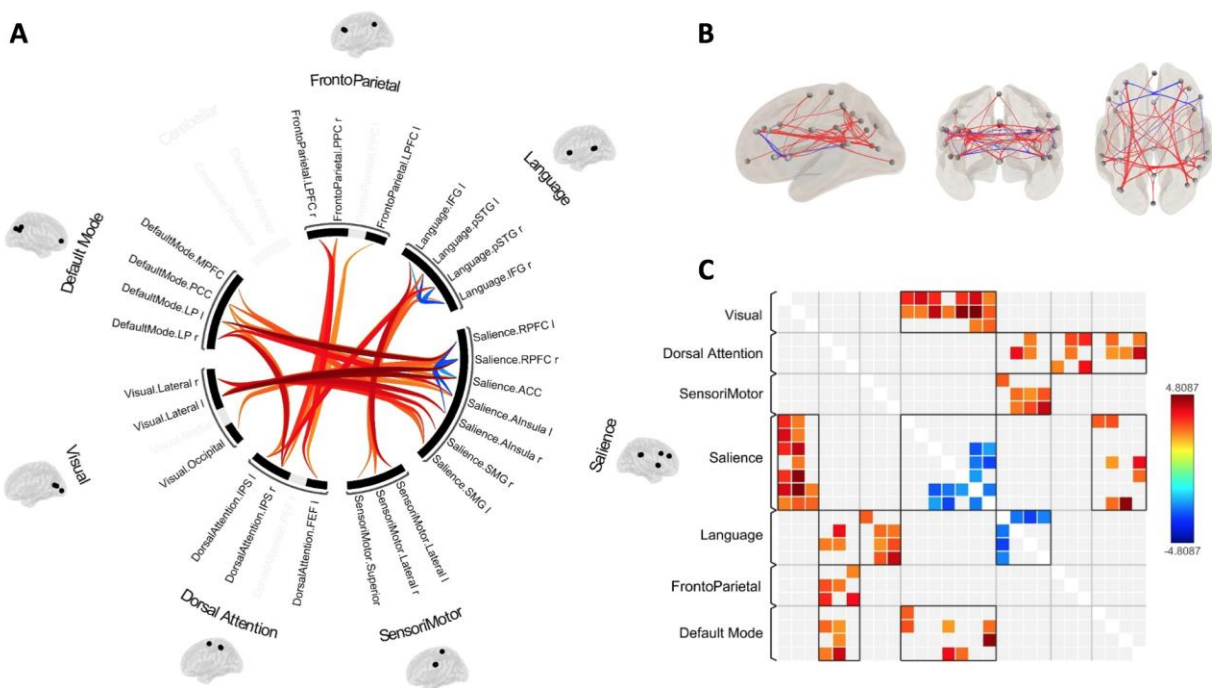 A
FrontoParietal
Cerebellar
Language
Default Mode
FrontoParietal.LPFC r
FrontoParietal.PPC r
FrontoParietal.PPC l
FrontoParietal.LPFC l
Language.IFG l
Language.pSTG l
Language.pSTG r
Language.IFG r
DefaultMode.MPFC
DefaultMode.PCC
DefaultMode.LP l
DefaultMode.LP r
Salience.RPFC l
Salience.RPFC r
Salience.ACC
Salience.AInsula l
Salience.AInsula r
Salience.SMG r
Salience.SMG l
Salience
Visual.Lateral r
Visual.Lateral l
Visual.Occipital
Visual
DorsalAttention.IPS l
DorsalAttention.IPS r
DorsalAttention.FEF l
Dorsal Attention
SensoriMotor.Superior
SensoriMotor.Lateral r
SensoriMotor.Lateral l
SensoriMotor
B
C
Visual
Dorsal Attention
SensoriMotor
Salience
Language
FrontoParietal
Default Mode
4.8087
-4.8087